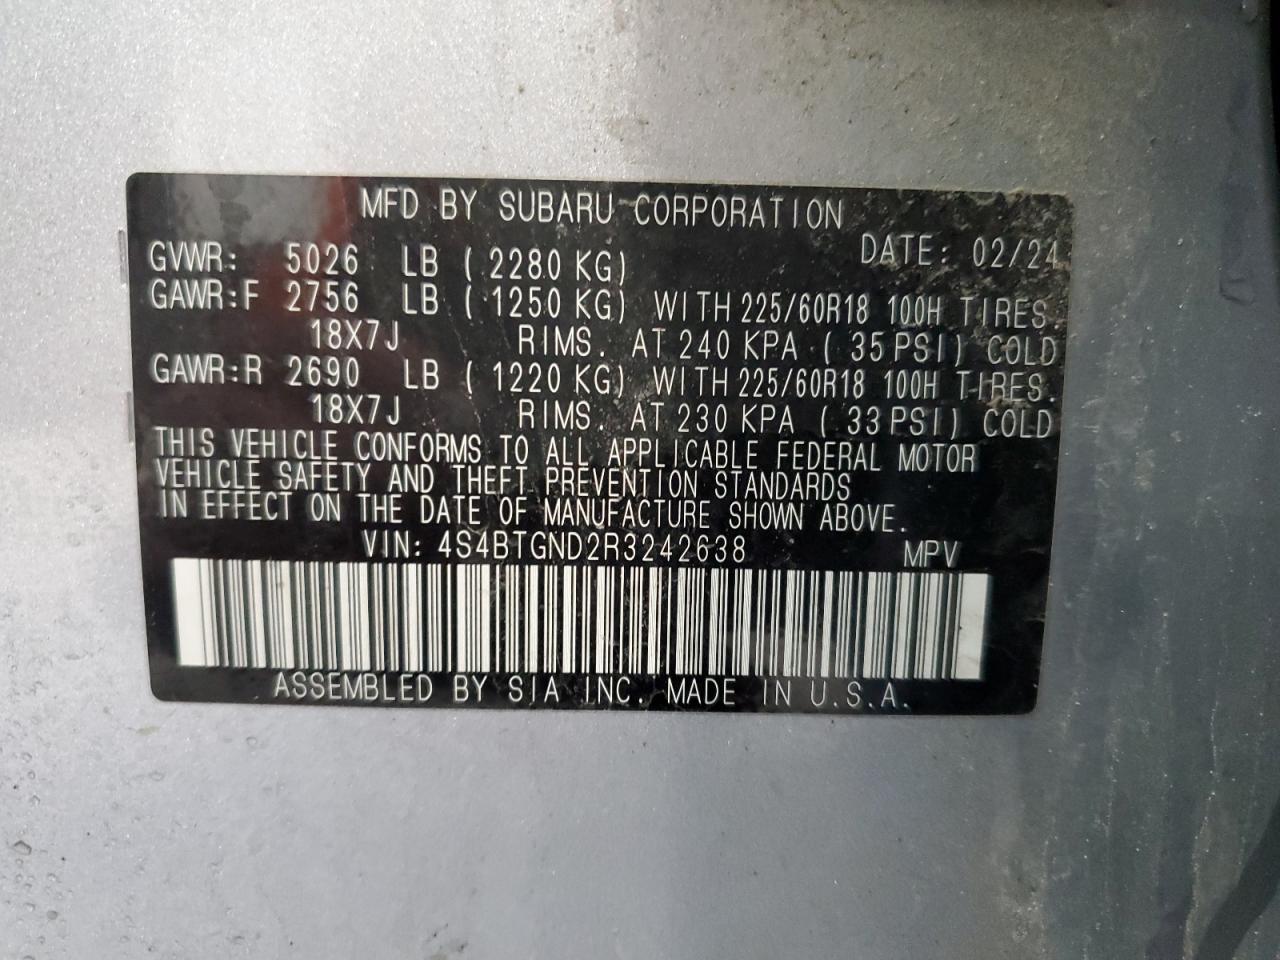 MFD BY SUBARU CORPORATION
DATE: 02/24
GVWR: 5026 LB ( 2280 KG)
GAWR:F 2756 LB ( 1250 KG) WITH 225/60R18 100H TIRES.
18X7J RIMS. AT 240 KPA ( 35 PSI) COLD
GAWR:R 2690 LB ( 1220 KG) WITH 225/60R18 100H TIRES.
18X7J RIMS. AT 230 KPA ( 33 PSI) COLD
THIS VEHICLE CONFORMS TO ALL APPLICABLE FEDERAL MOTOR
VEHICLE SAFETY AND THEFT PREVENTION STANDARDS
IN EFFECT ON THE DATE OF MANUFACTURE SHOWN ABOVE.
VIN: 4S4BTGND2R3242638 MPV
ASSEMBLED BY SIA INC. MADE IN U.S.A.